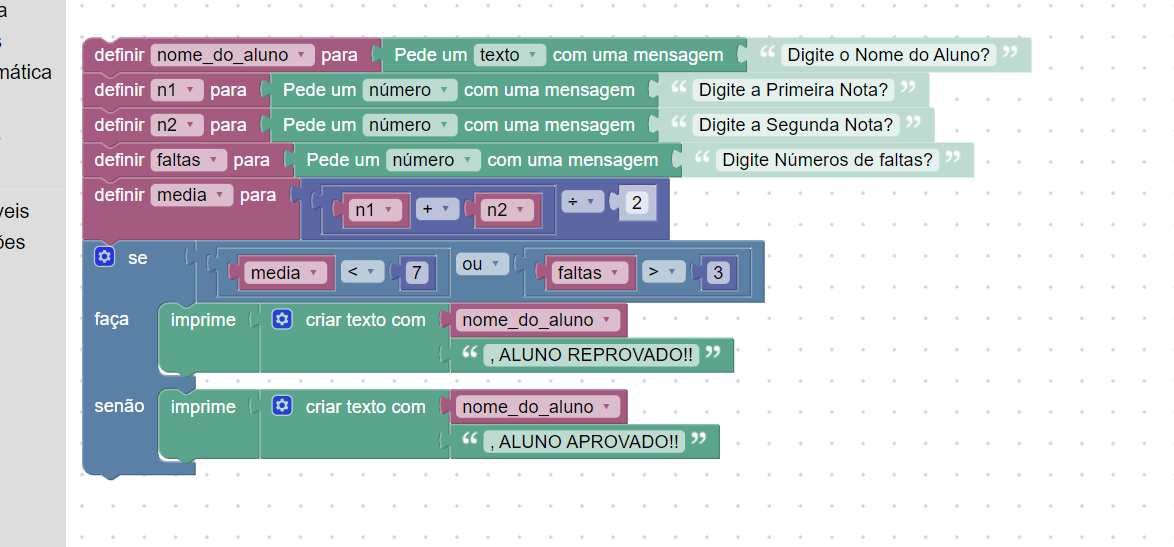 a
s
mática
veis
ões
definir nome_do_aluno para Pede um texto com uma mensagem “ Digite o Nome do Aluno? ”
definir n1 para Pede um número com uma mensagem “ Digite a Primeira Nota? ”
definir n2 para Pede um número com uma mensagem “ Digite a Segunda Nota? ”
definir faltas para Pede um número com uma mensagem “ Digite Números de faltas? ”
definir media para n1 + n2 ÷ 2
se media < 7 ou faltas > 3
faça imprime criar texto com nome_do_aluno
“ , ALUNO REPROVADO!! ”
senão imprime criar texto com nome_do_aluno
“ , ALUNO APROVADO!! ”